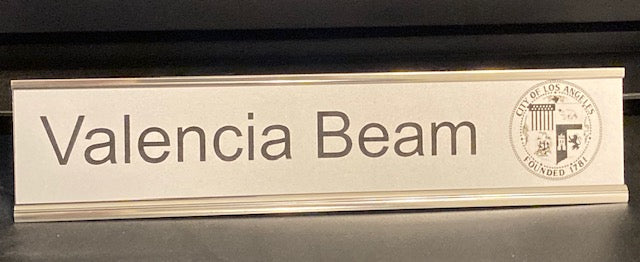 Valencia Beam
CITY OF LOS ANGELES
FOUNDED 1781